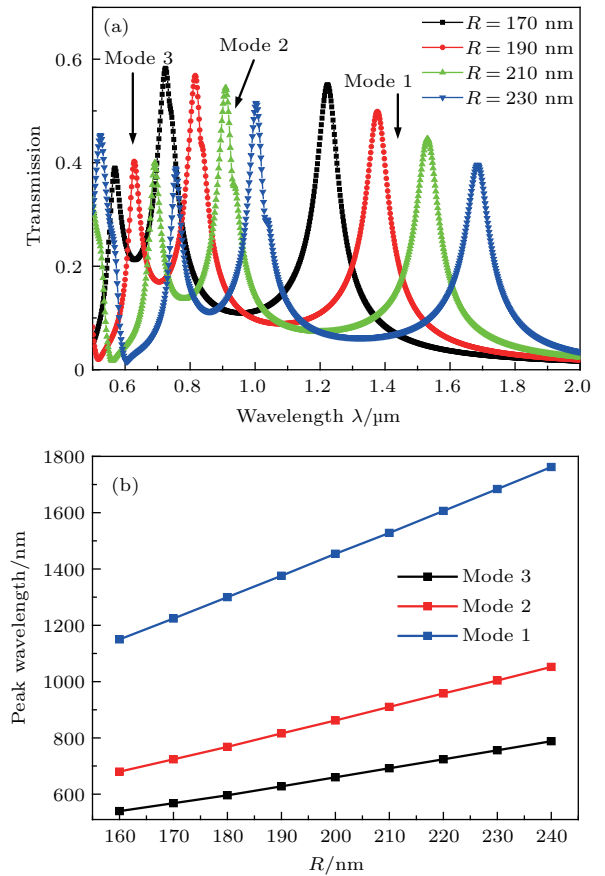 (a)
Mode 3
Mode 2
Mode 1
R = 170 nm
R = 190 nm
R = 210 nm
R = 230 nm
0.6
0.4
0.2
0
Transmission
0.6 0.8 1.0 1.2 1.4 1.6 1.8 2.0
Wavelength λ/µm
(b)
1800
1600
1400
1200
1000
800
600
Peak wavelength/nm
Mode 3
Mode 2
Mode 1
160 170 180 190 200 210 220 230 240
R/nm